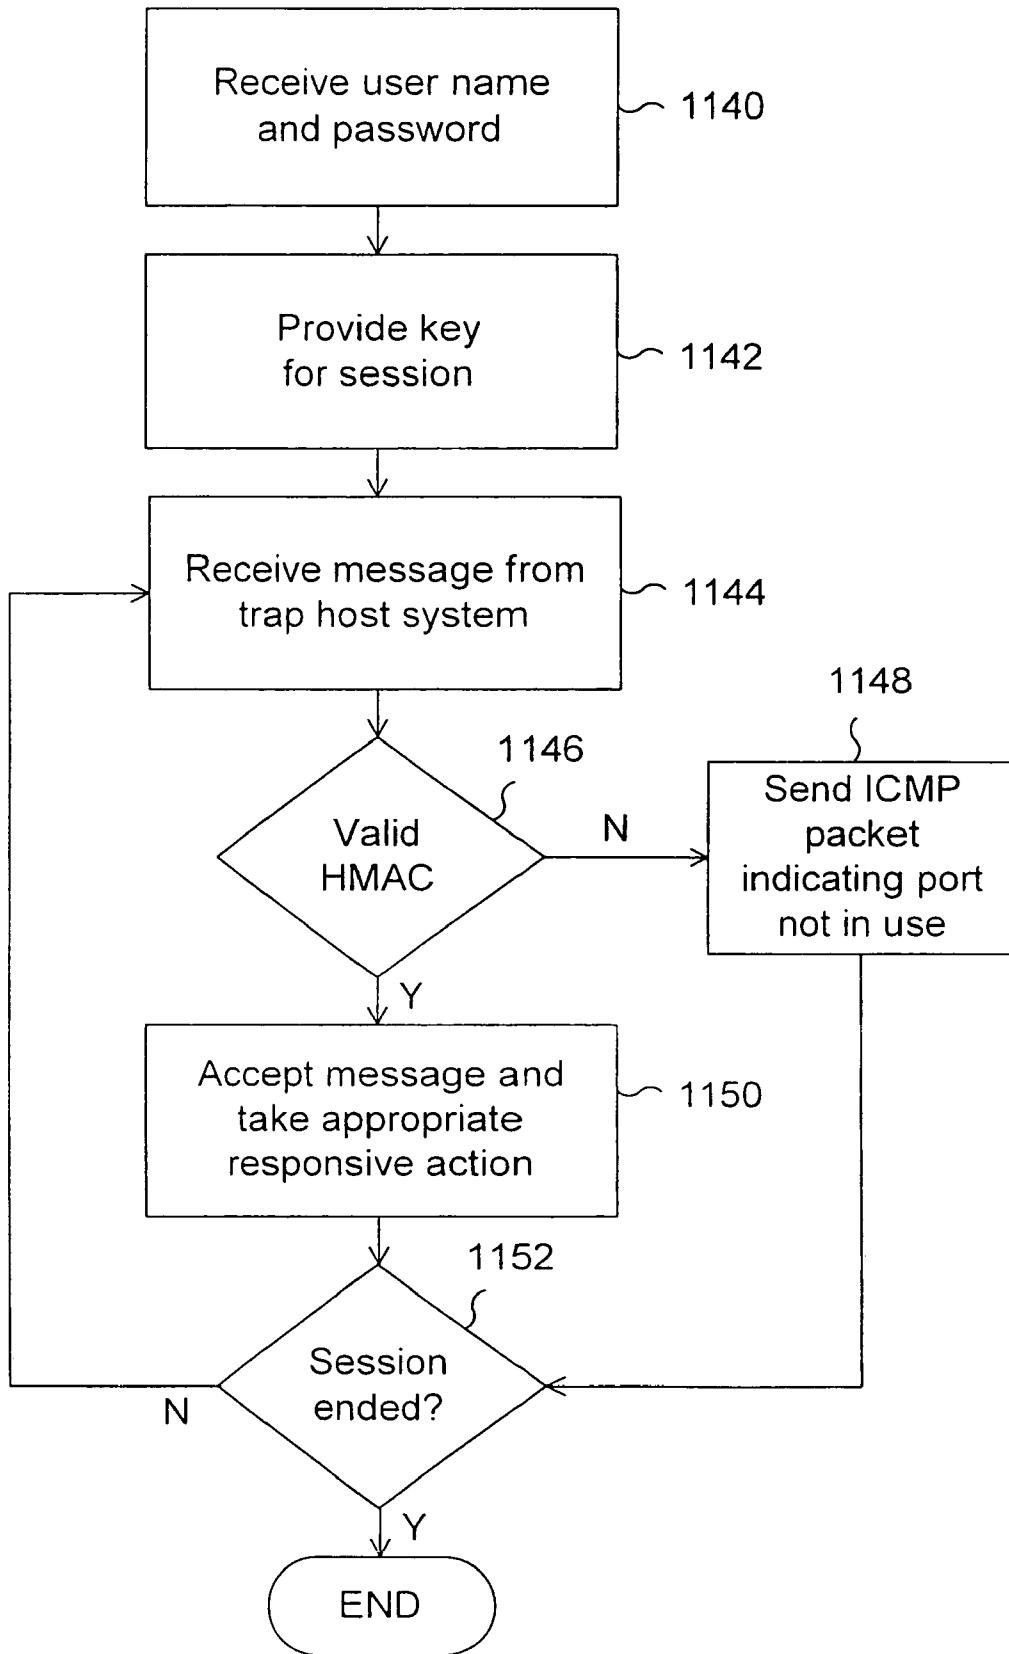 Receive user name
and password
1140
Provide key
for session
1142
Receive message from
trap host system
1144
1148
1146
Valid
HMAC
N
Send ICMP
packet
indicating port
not in use
Y
Accept message and
take appropriate
responsive action
1150
1152
Session
ended?
N
Y
END